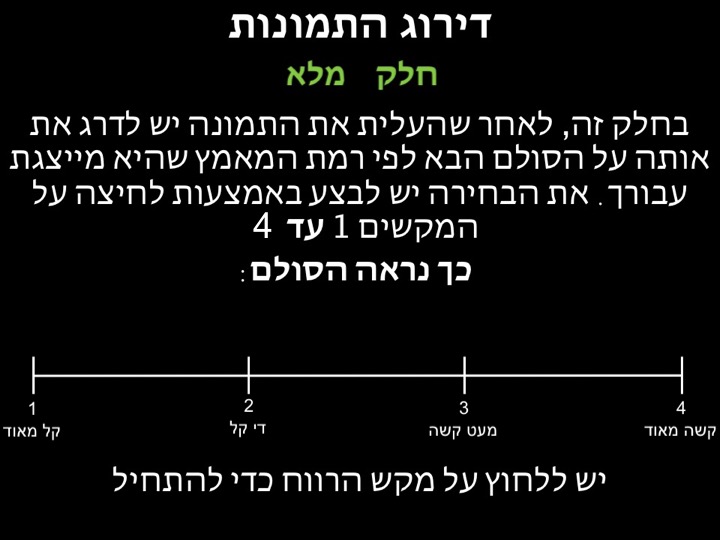 דירוג התמונות
חלק מלא
בחלק זה, לאחר שהעלית את התמונה יש לדרג את
אותה על הסולם הבא לפי רמת המאמץ שהיא מייצגת
עבורך. את הבחירה יש לבצע באמצעות לחיצה על
המקשים 1 עד 4
כך נראה הסולם:
1 2 3 4
קל מאוד די קל מעט קשה קשה מאוד
יש ללחוץ על מקש הרווח כדי להתחיל